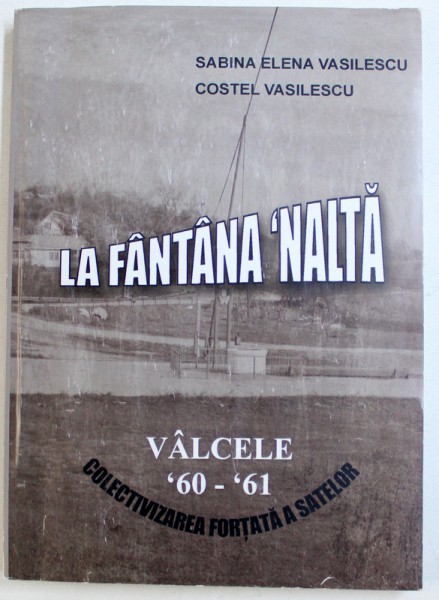 SABINA ELENA VASILESCU
COSTEL VASILESCU
LA FÂNTÂNA 'NALTĂ
VÂLCELE
'60 - '61
COLECTIVIZAREA FORȚATĂ A SATELOR